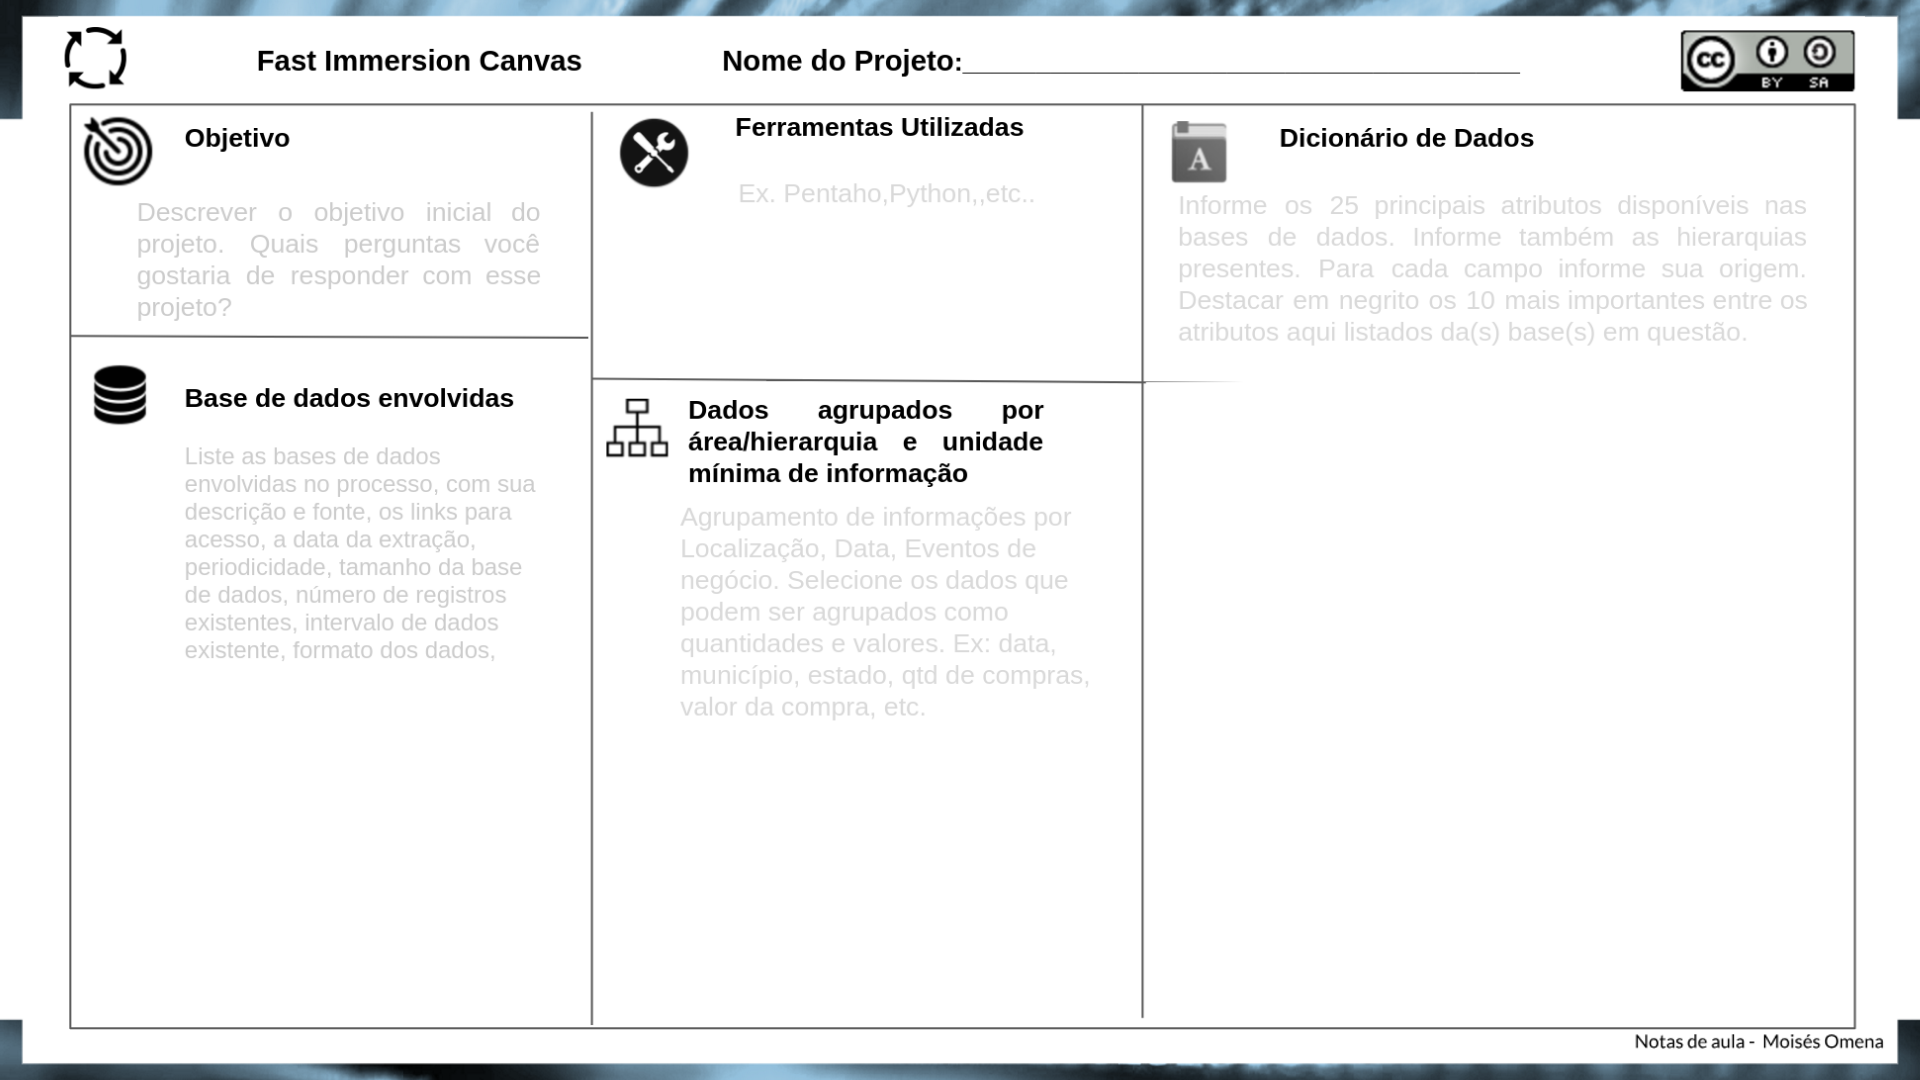 Fast Immersion Canvas
Nome do Projeto:___________________________________
CC BY SA
Objetivo
Descrever o objetivo inicial do
projeto. Quais perguntas você
gostaria de responder com esse
projeto?
Base de dados envolvidas
Liste as bases de dados
envolvidas no processo, com sua
descrição e fonte, os links para
acesso, a data da extração,
periodicidade, tamanho da base
de dados, número de registros
existentes, intervalo de dados
existente, formato dos dados,
Ferramentas Utilizadas
Ex. Pentaho,Python,,etc..
Dados agrupados por
área/hierarquia e unidade
mínima de informação
Agrupamento de informações por
Localização, Data, Eventos de
negócio. Selecione os dados que
podem ser agrupados como
quantidades e valores. Ex: data,
município, estado, qtd de compras,
valor da compra, etc.
A
Dicionário de Dados
Informe os 25 principais atributos disponíveis nas
bases de dados. Informe também as hierarquias
presentes. Para cada campo informe sua origem.
Destacar em negrito os 10 mais importantes entre os
atributos aqui listados da(s) base(s) em questão.
Notas de aula - Moisés Omena